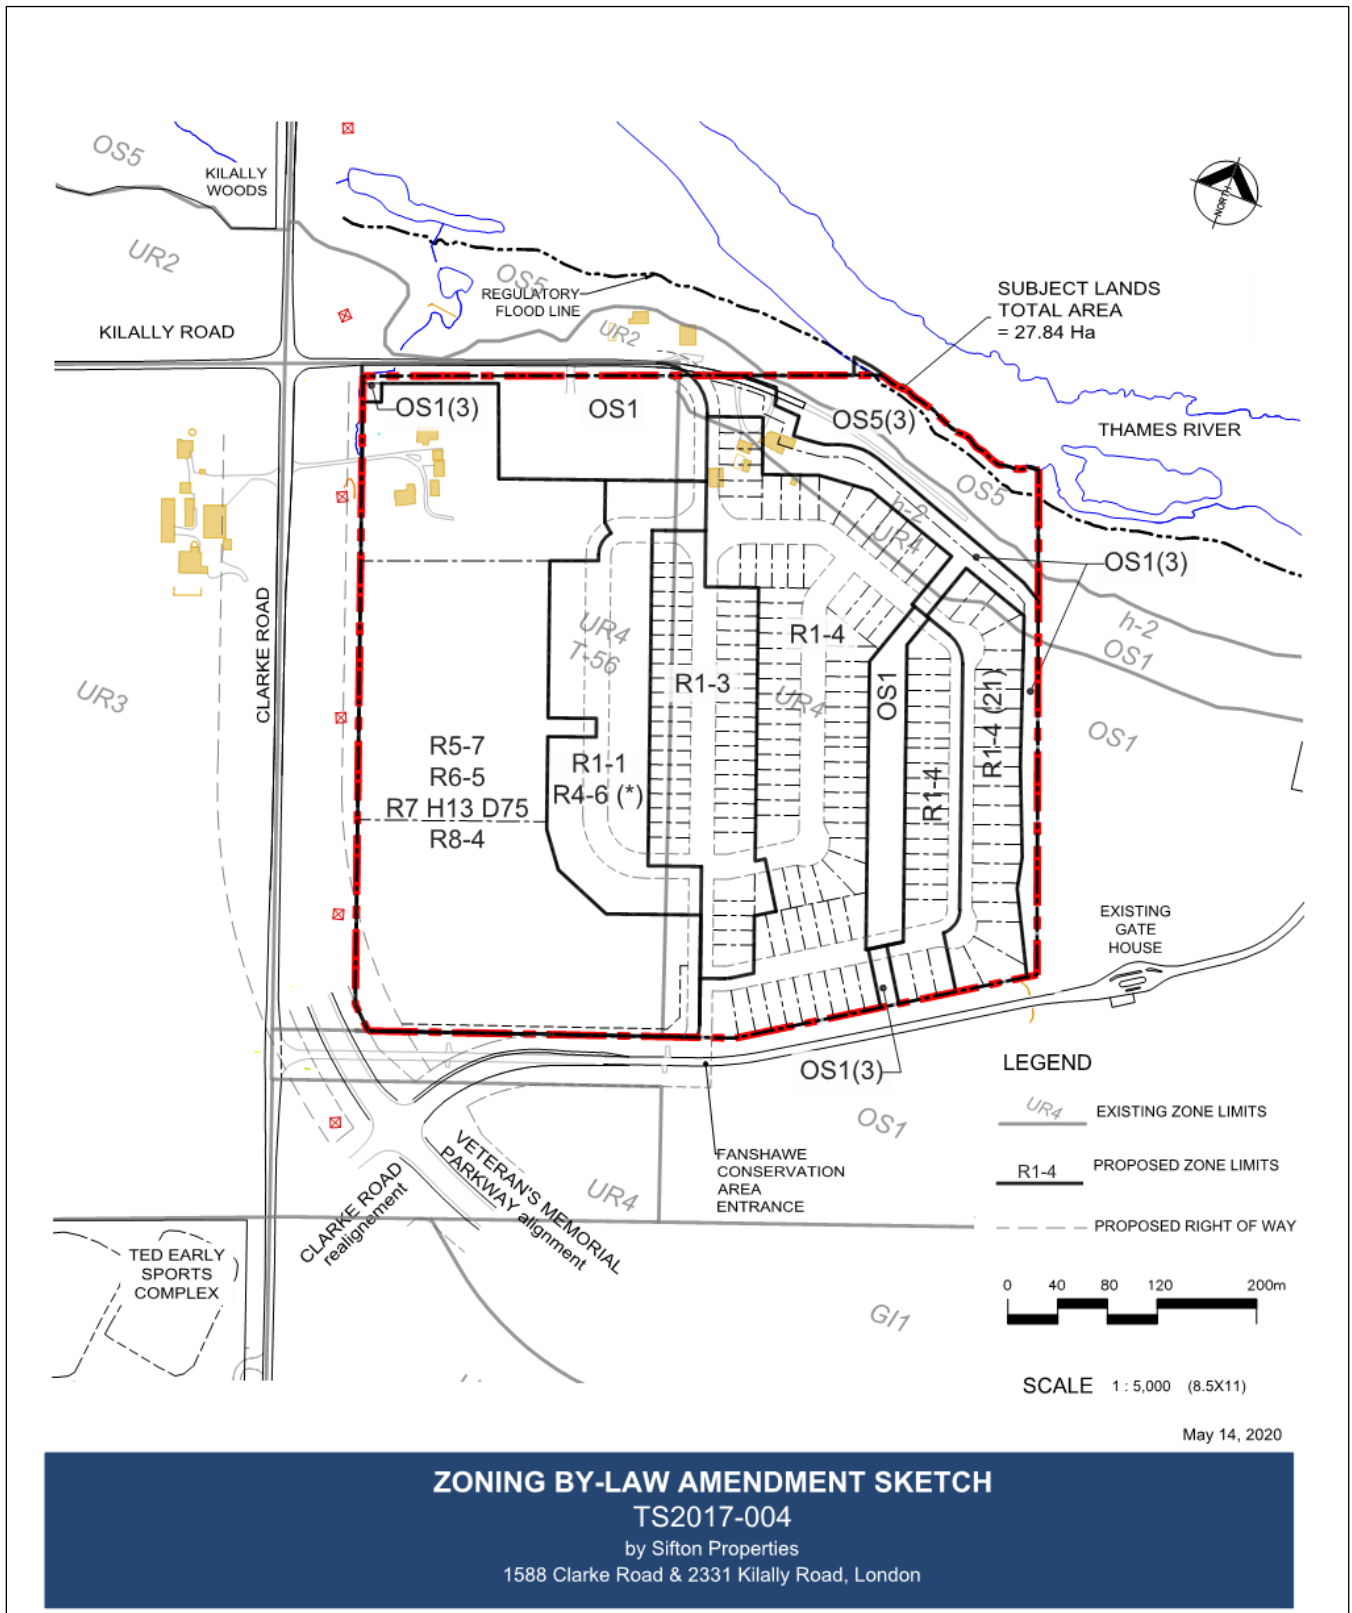 OS5
KILALLY
WOODS
UR2
NORTH
OS5
REGULATORY
FLOOD LINE
SUBJECT LANDS
TOTAL AREA
= 27.84 Ha
KILALLY ROAD
UR2
OS1(3)
OS1
OS5(3)
THAMES RIVER
OS5
h-2
UR4
OS1(3)
CLARKE ROAD
UR4
T-56
R1-4
h-2
OS1
UR3
R1-3
UR4
OS1
R1-4 (21)
OS1
R5-7
R6-5
R7 H13 D75
R8-4
R1-1
R4-6 (*)
R1-4
EXISTING
GATE
HOUSE
OS1(3)
OS1
LEGEND
UR4
EXISTING ZONE LIMITS
R1-4
PROPOSED ZONE LIMITS
PROPOSED RIGHT OF WAY
FANSHAWE
CONSERVATION
AREA
ENTRANCE
CLARKE ROAD
realignement
VETERAN'S MEMORIAL
PARKWAY alignment
UR4
TED EARLY
SPORTS
COMPLEX
GI1
0 40 80 120 200m
SCALE 1 : 5,000 (8.5X11)
May 14, 2020
ZONING BY-LAW AMENDMENT SKETCH
TS2017-004
by Sifton Properties
1588 Clarke Road & 2331 Kilally Road, London